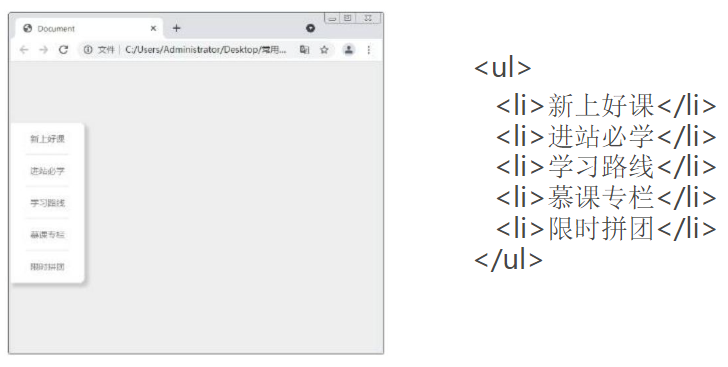 Document
文件 | C:/Users/Administrator/Desktop/常用...
新上好课
进站必学
学习路线
慕课专栏
限时拼团
<ul>
<li>新上好课</li>
<li>进站必学</li>
<li>学习路线</li>
<li>慕课专栏</li>
<li>限时拼团</li>
</ul>